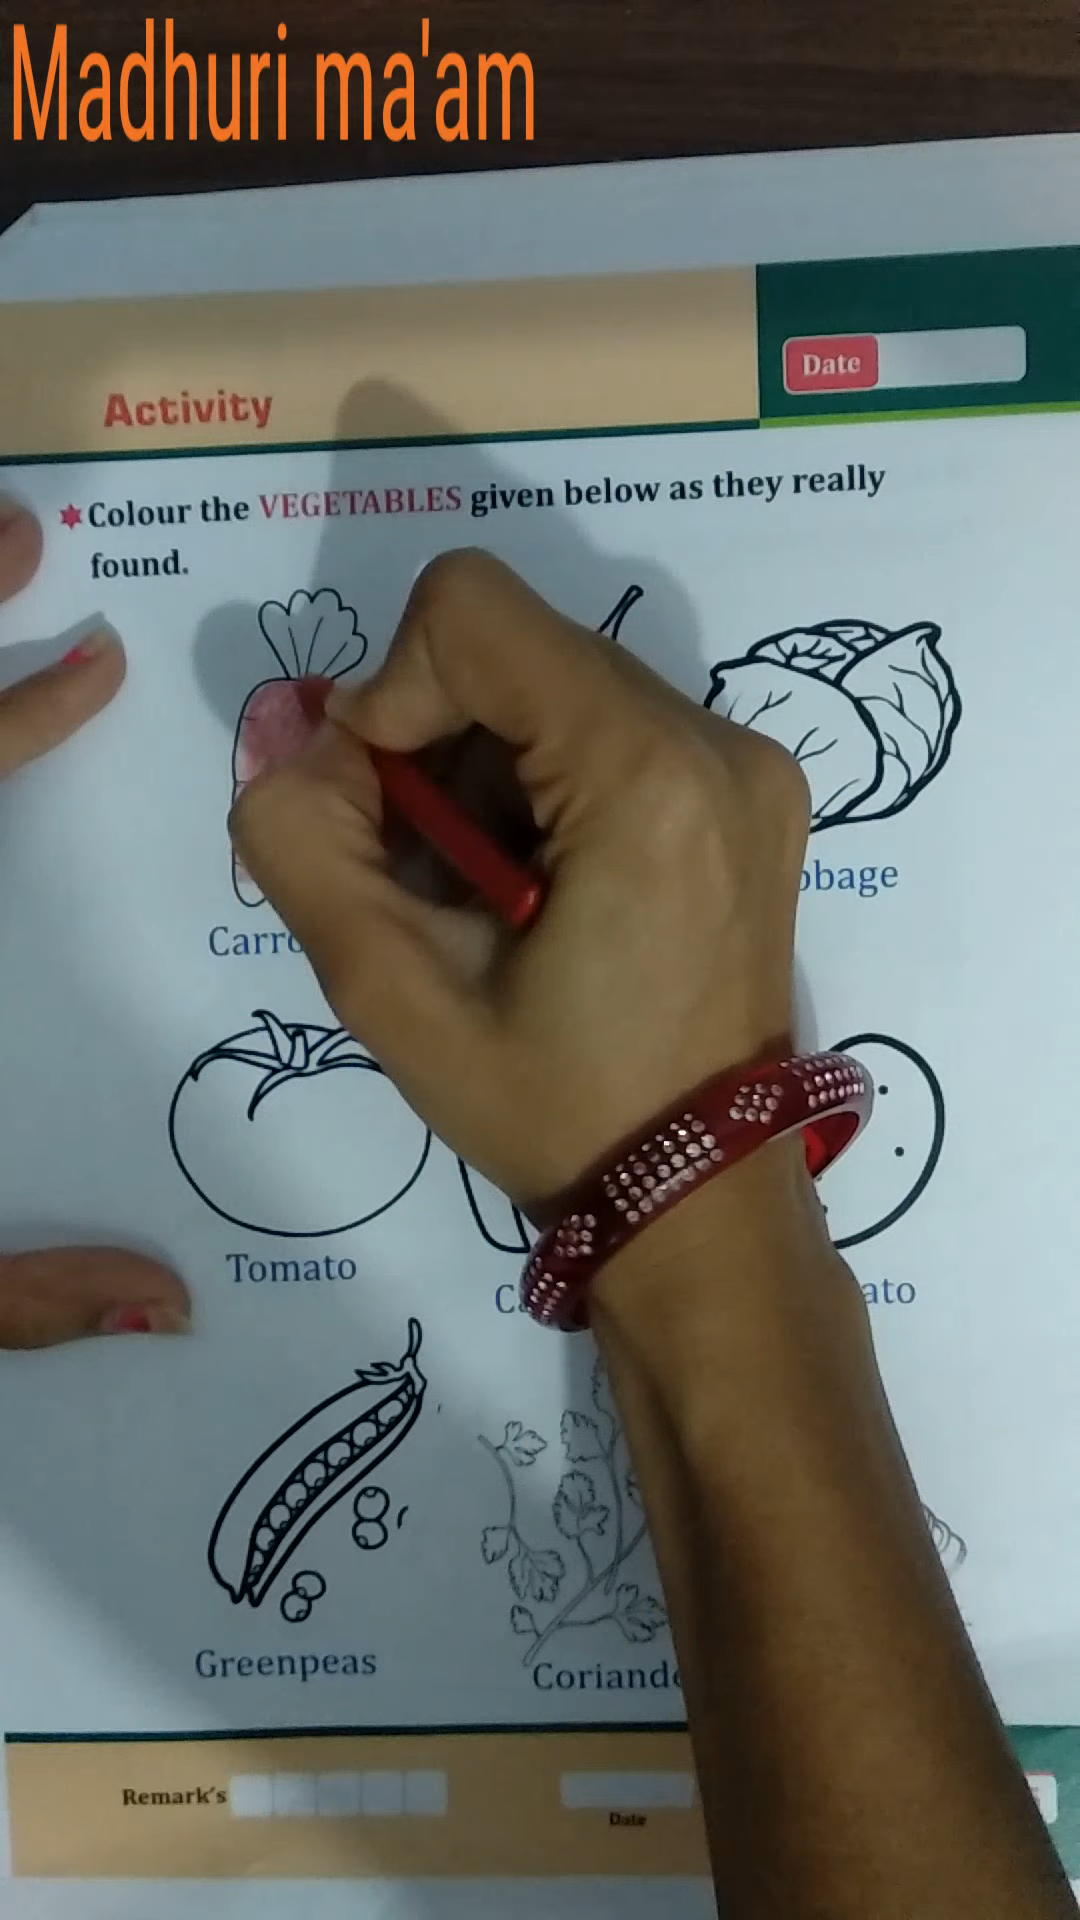 Madhuri ma'am
Date
Activity
Colour the VEGETABLES given below as they really
found.
Tomato
Greenpeas
Remark's
Date